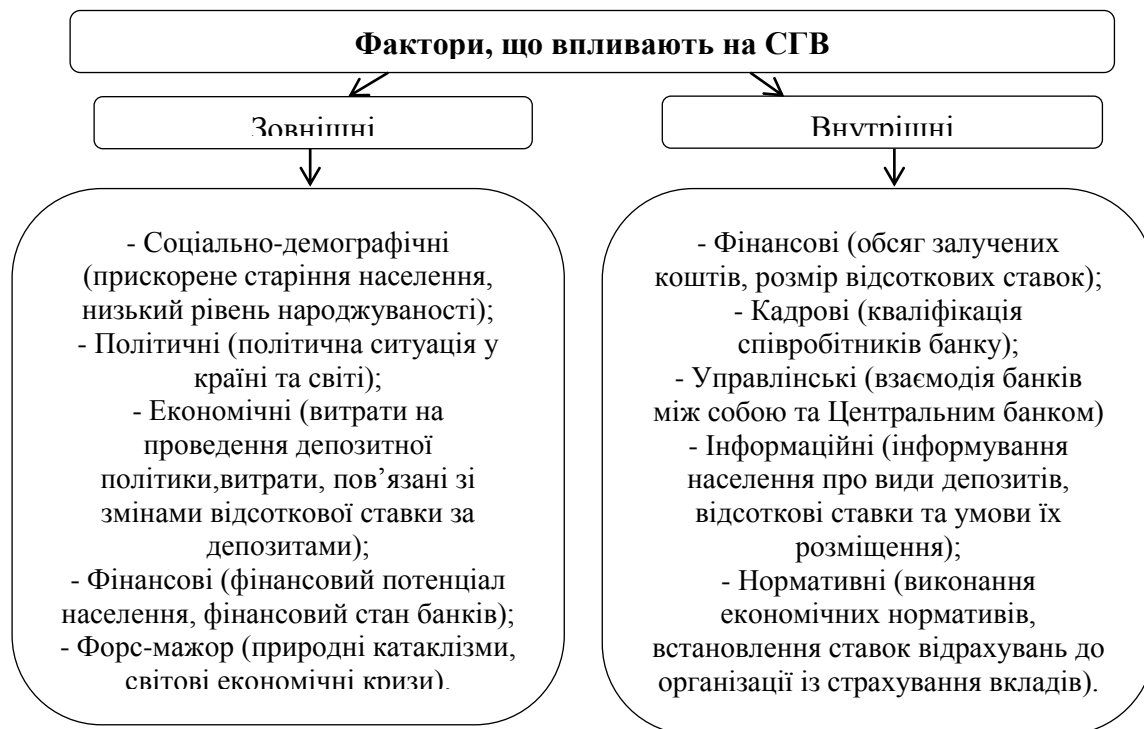 Фактори, що впливають на СГВ
Зовнішні
Внутрішні
- Соціально-демографічні
(прискорене старіння населення,
низький рівень народжуваності);
- Політичні (політична ситуація у
країні та світі);
- Економічні (витрати на
проведення депозитної
політики,витрати, пов’язані зі
змінами відсоткової ставки за
депозитами);
- Фінансові (фінансовий потенціал
населення, фінансовий стан банків);
- Форс-мажор (природні катаклізми,
світові економічні кризи).
- Фінансові (обсяг залучених
коштів, розмір відсоткових ставок);
- Кадрові (кваліфікація
співробітників банку);
- Управлінські (взаємодія банків
між собою та Центральним банком)
- Інформаційні (інформування
населення про види депозитів,
відсоткові ставки та умови їх
розміщення);
- Нормативні (виконання
економічних нормативів,
встановлення ставок відрахувань до
організації із страхування вкладів).